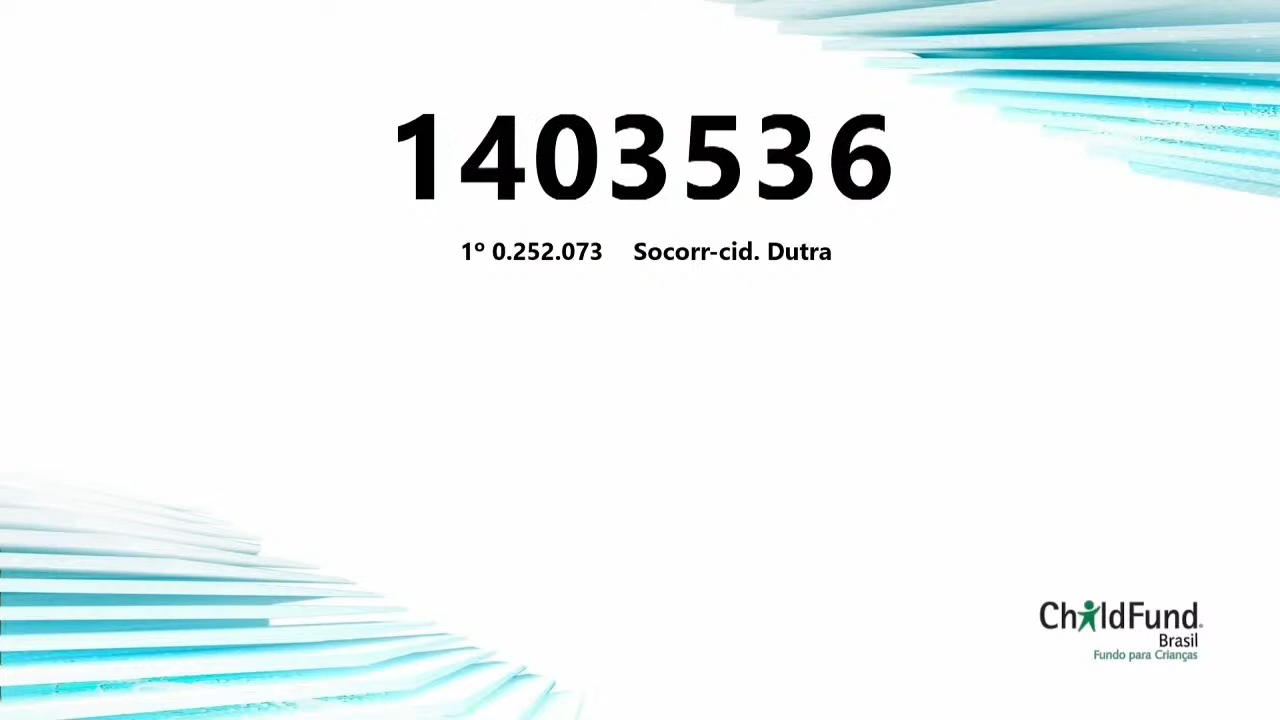 1403536
1º 0.252.073 Socorr-cid. Dutra
ChildFund
Brasil
Fundo para Crianças